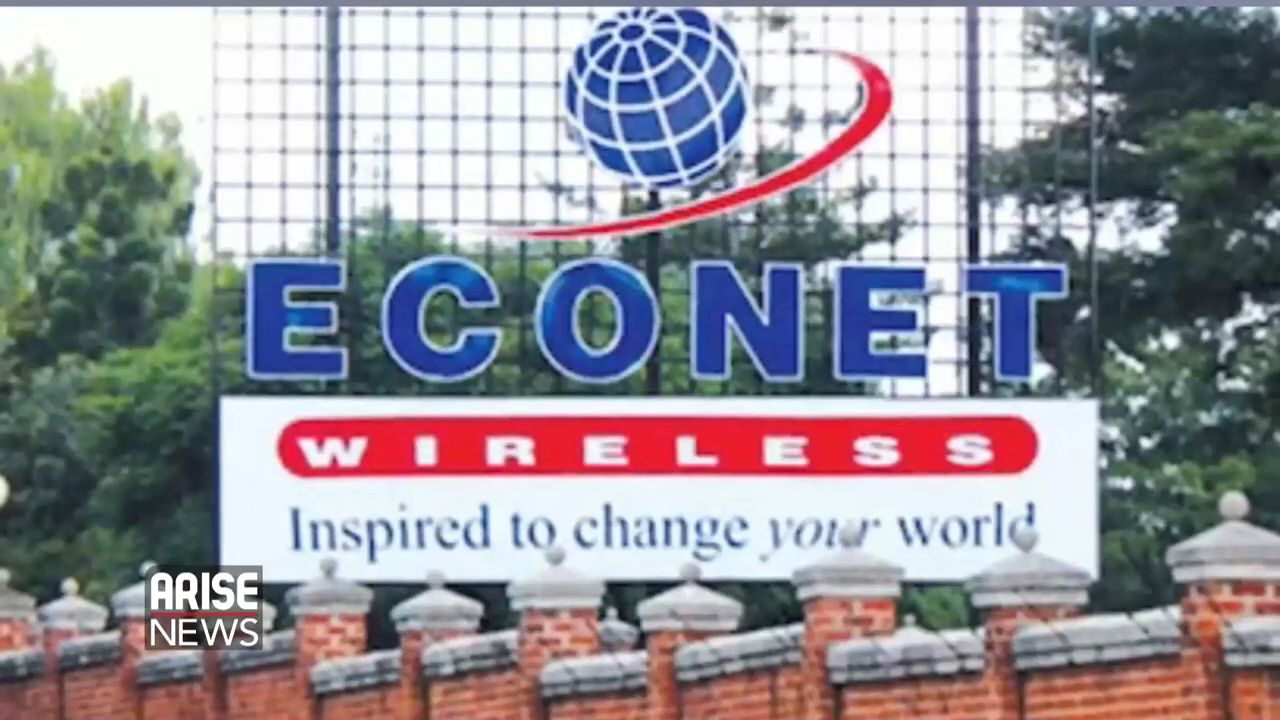 ECONET
WIRELESS
Inspired to change your world
ARISE
NEWS